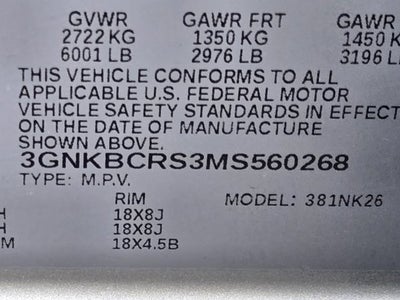 GVWR GAWR FRT GAWR
2722 KG 1350 KG 1450 K
6001 LB 2976 LB 3196 LB
THIS VEHICLE CONFORMS TO ALL
APPLICABLE U.S. FEDERAL MOTOR
VEHICLE SAFETY STANDARDS IN EFFECT
ON DATE OF MANUFACTURE
SHOWN ABOVE.
3GNKBCRS3MS560268
TYPE: M.P.V. MODEL: 381NK26
RIM
H 18X8J
H 18X8J
M 18X4.5B